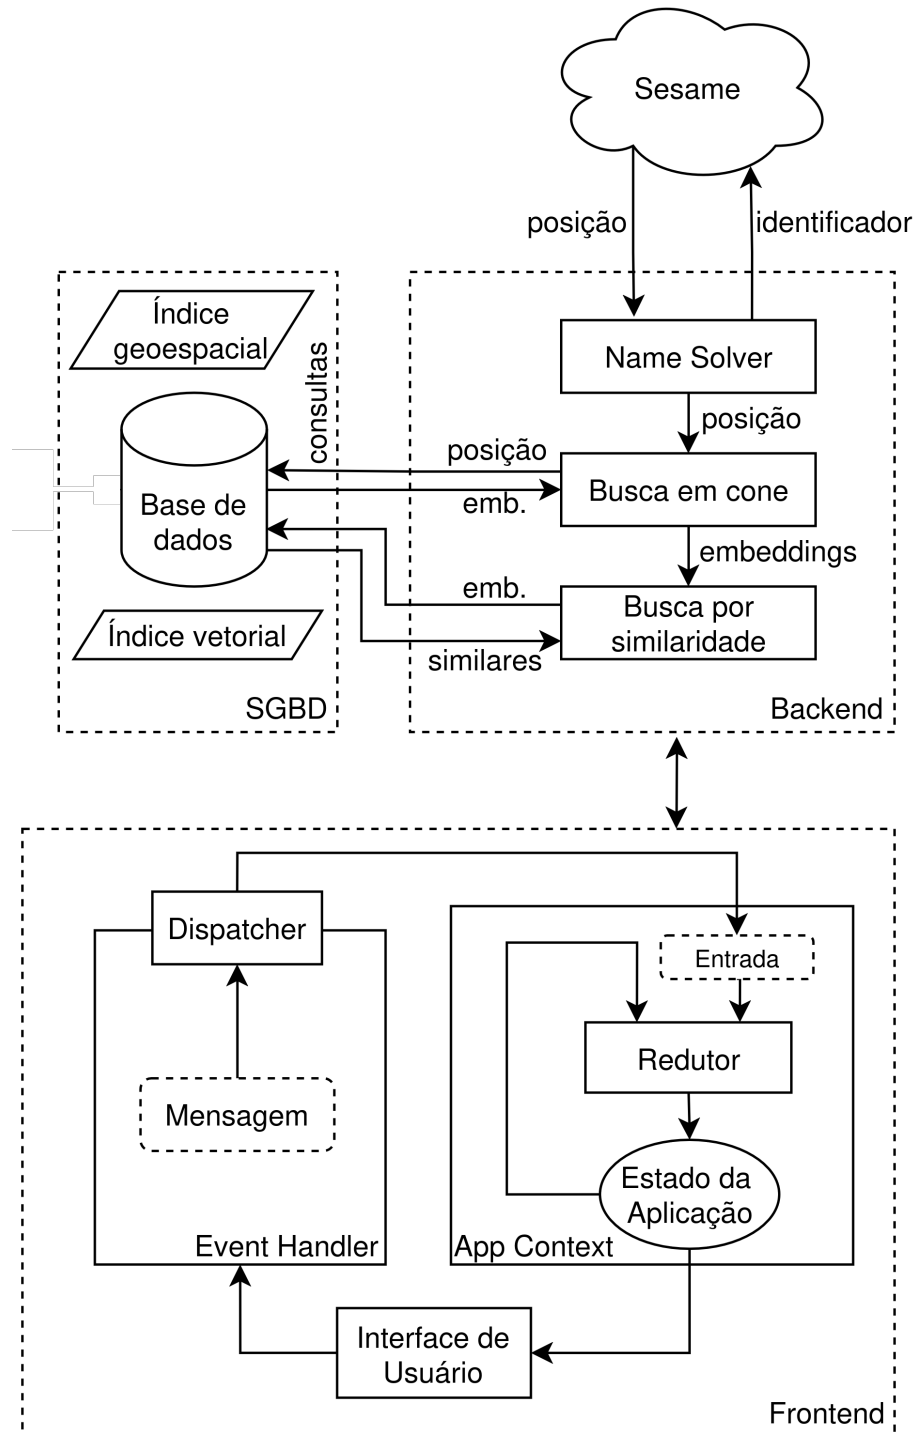 Sesame
posição
identificador
Índice
geoespacial
consultas
Name Solver
posição
posição
Busca em cone
emb.
Base de
dados
embeddings
emb.
Busca por
similaridade
Índice vetorial
similares
SGBD
Backend
Dispatcher
Entrada
Redutor
Mensagem
Estado da
Aplicação
Event Handler
App Context
Interface de
Usuário
Frontend